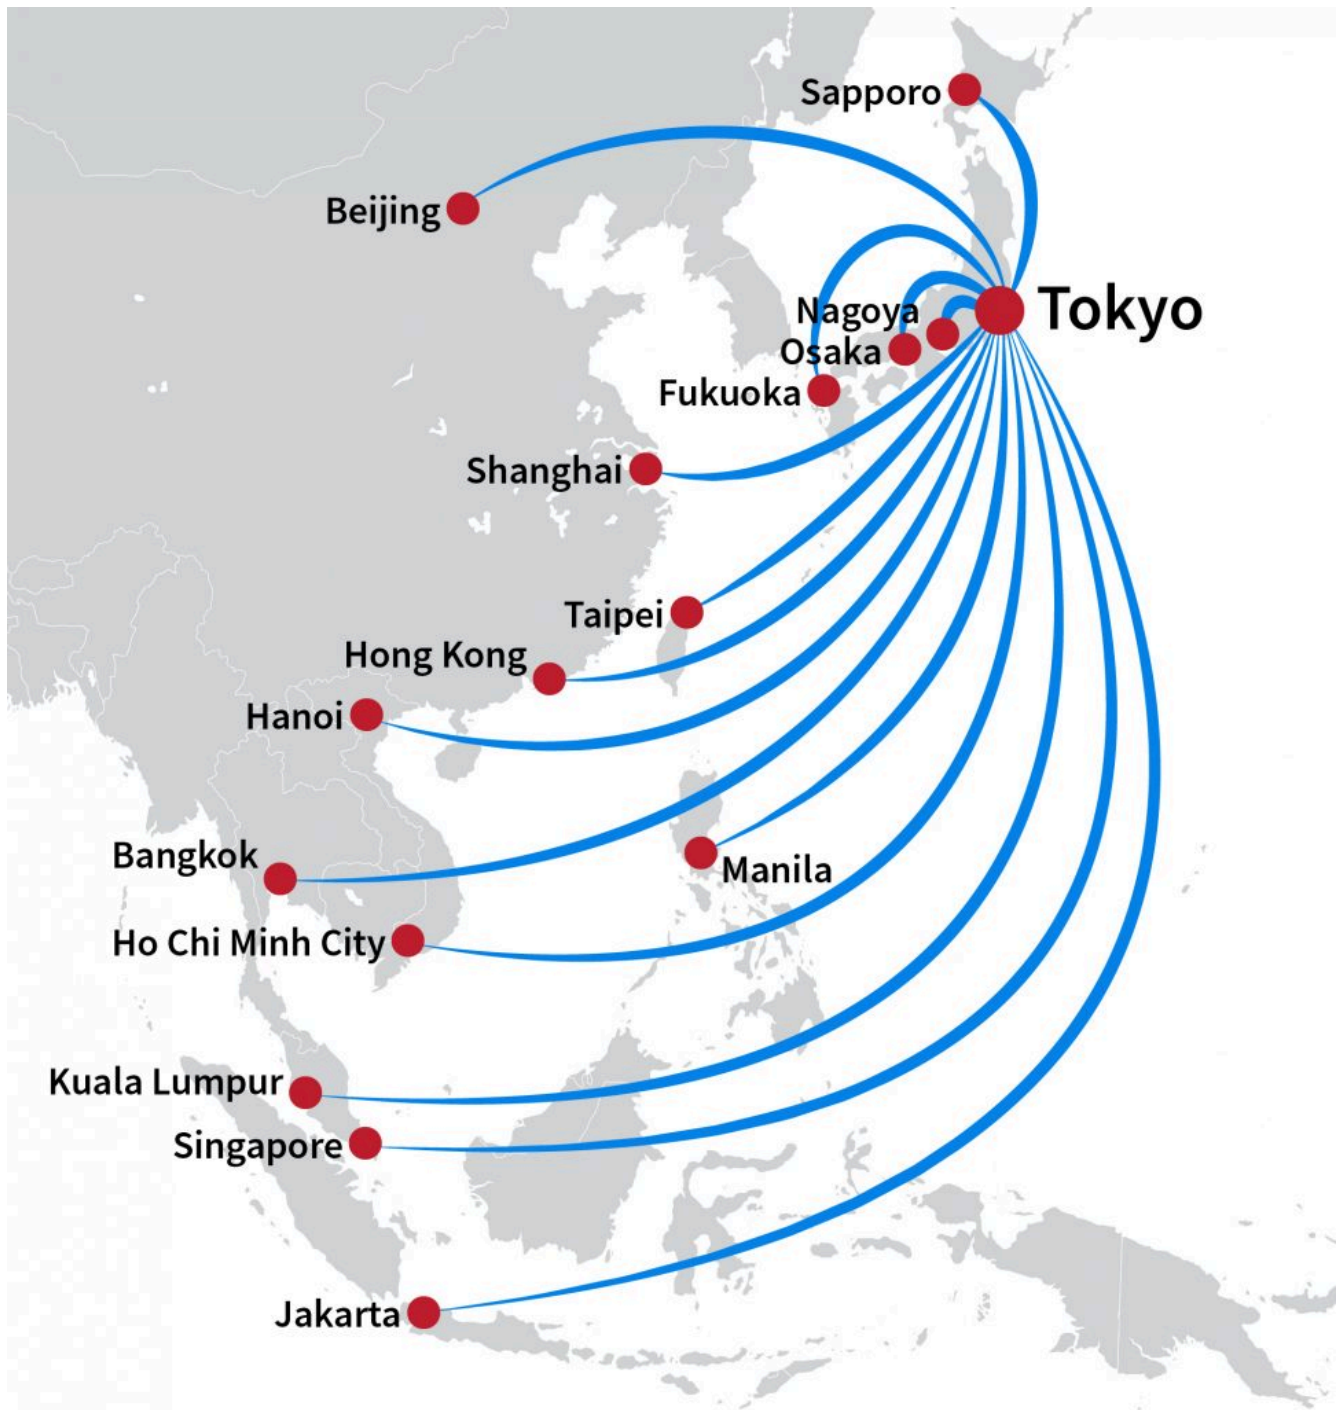 Sapporo
Beijing
Tokyo
Nagoya
Osaka
Fukuoka
Shanghai
Taipei
Hong Kong
Hanoi
Bangkok
Manila
Ho Chi Minh City
Kuala Lumpur
Singapore
Jakarta